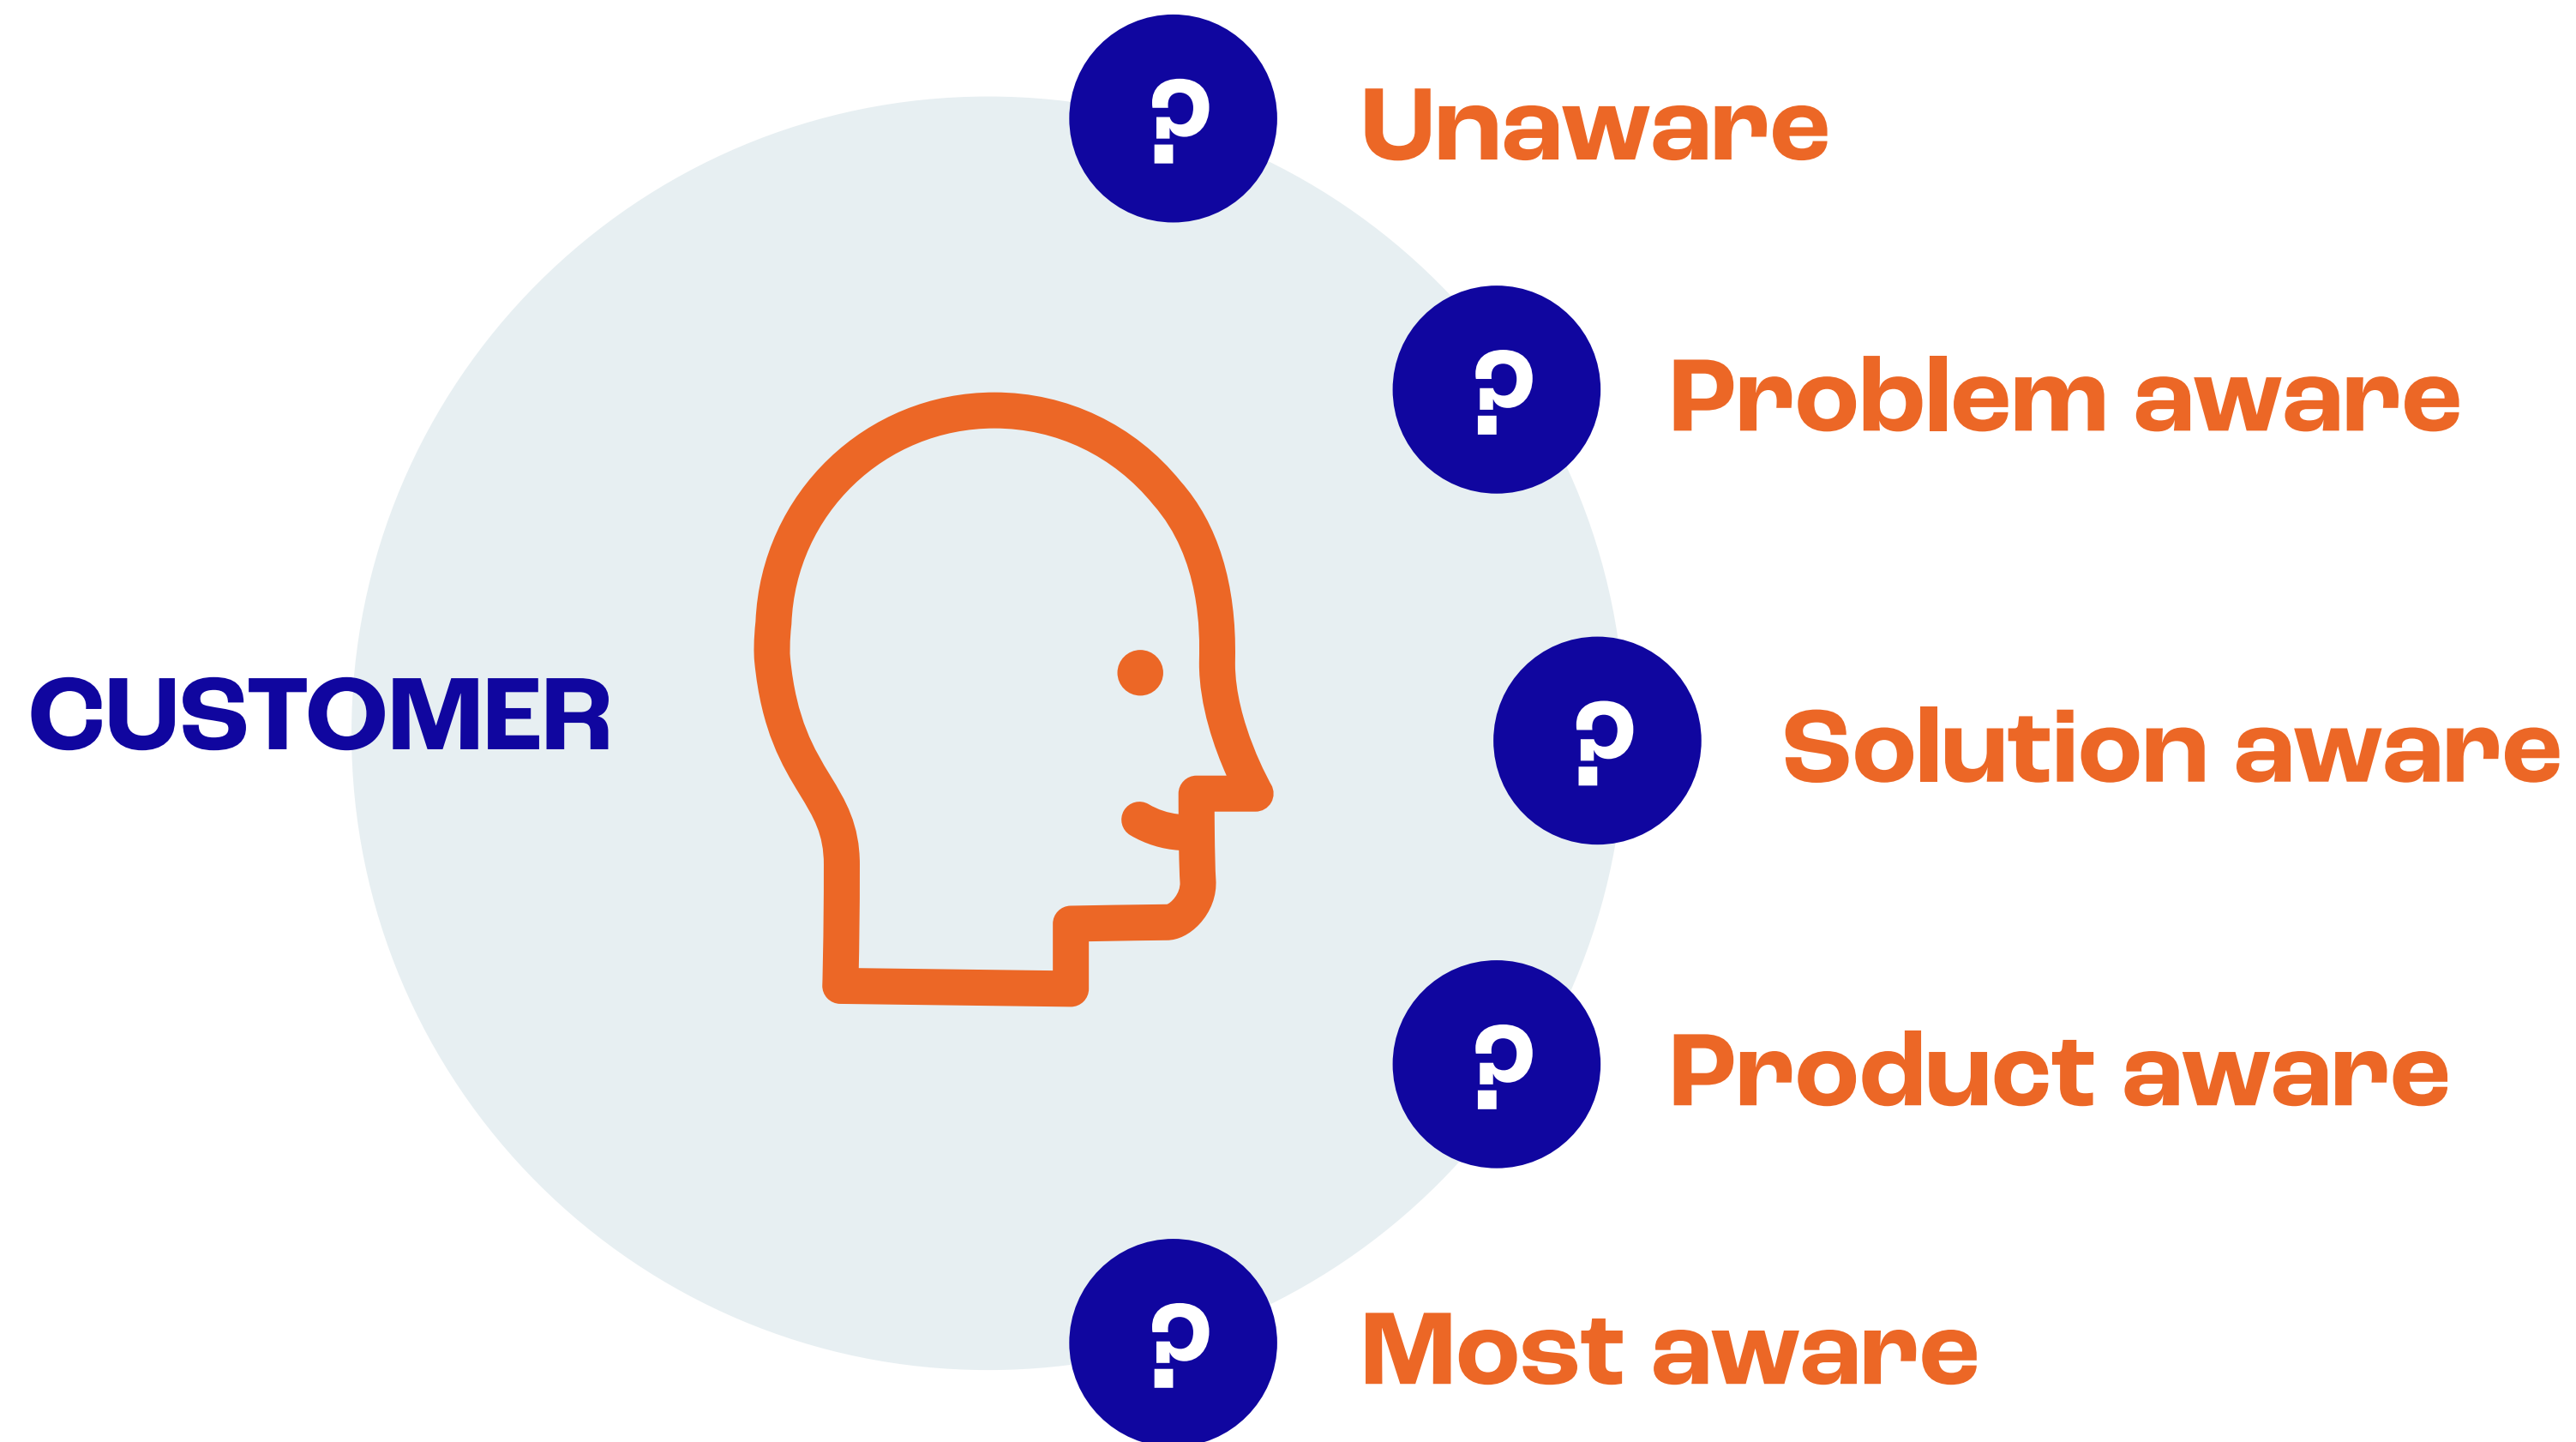 ?
Unaware
?
Problem aware
CUSTOMER
?
Solution aware
?
Product aware
?
Most aware